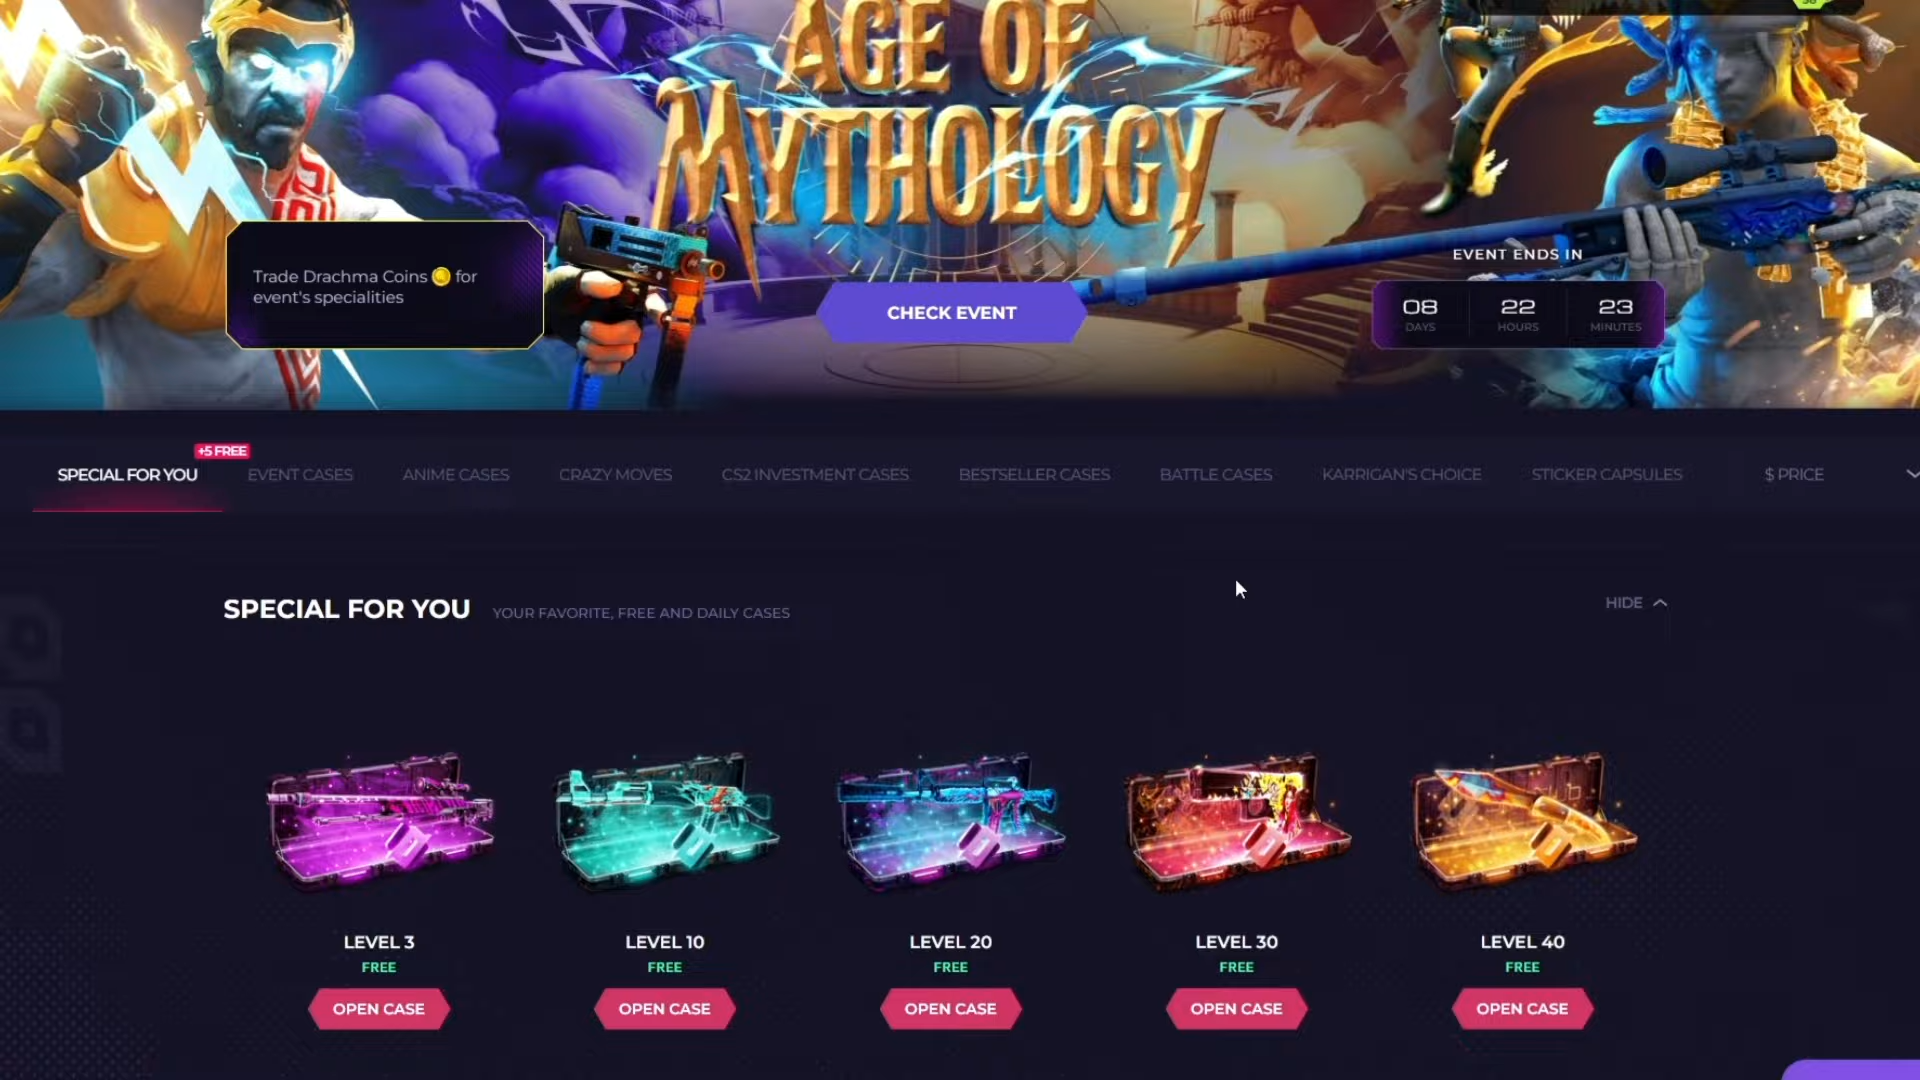 AGE OF
MYTHOLOGY
Trade Drachma Coins for
event's specialities
CHECK EVENT
EVENT ENDS IN
08 22 23
DAYS HOURS MINUTES
+5 FREE
SPECIAL FOR YOU EVENT CASES ANIME CASES CRAZY MOVES CS2 INVESTMENT CASES BESTSELLER CASES BATTLE CASES KARRIGAN'S CHOICE STICKER CAPSULES $ PRICE
SPECIAL FOR YOU YOUR FAVORITE, FREE AND DAILY CASES HIDE
LEVEL 3 LEVEL 10 LEVEL 20 LEVEL 30 LEVEL 40
FREE FREE FREE FREE FREE
OPEN CASE OPEN CASE OPEN CASE OPEN CASE OPEN CASE